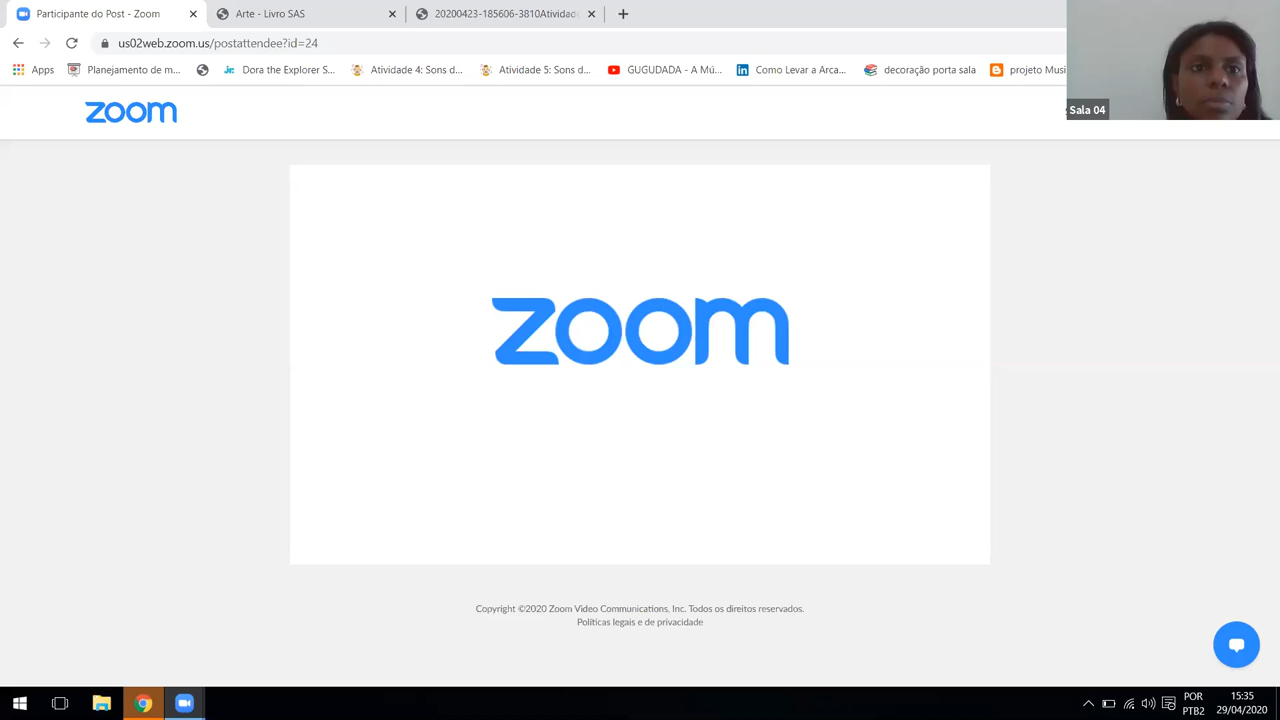 Participante do Post - Zoom
Arte - Livro SAS
20200423-185606-3810Atividad
us02web.zoom.us/postattendee?id=24
Apps
Planejamento de m...
Dora the Explorer S...
Atividade 4: Sons d...
Atividade 5: Sons d...
GUGUDADA - A Mú...
Como Levar a Arca...
decoração porta sala
projeto Musi
Sala 04
zoom
zoom
Copyright ©2020 Zoom Video Communications, Inc. Todos os direitos reservados.
Políticas legais e de privacidade
POR
PTB2
15:35
29/04/2020